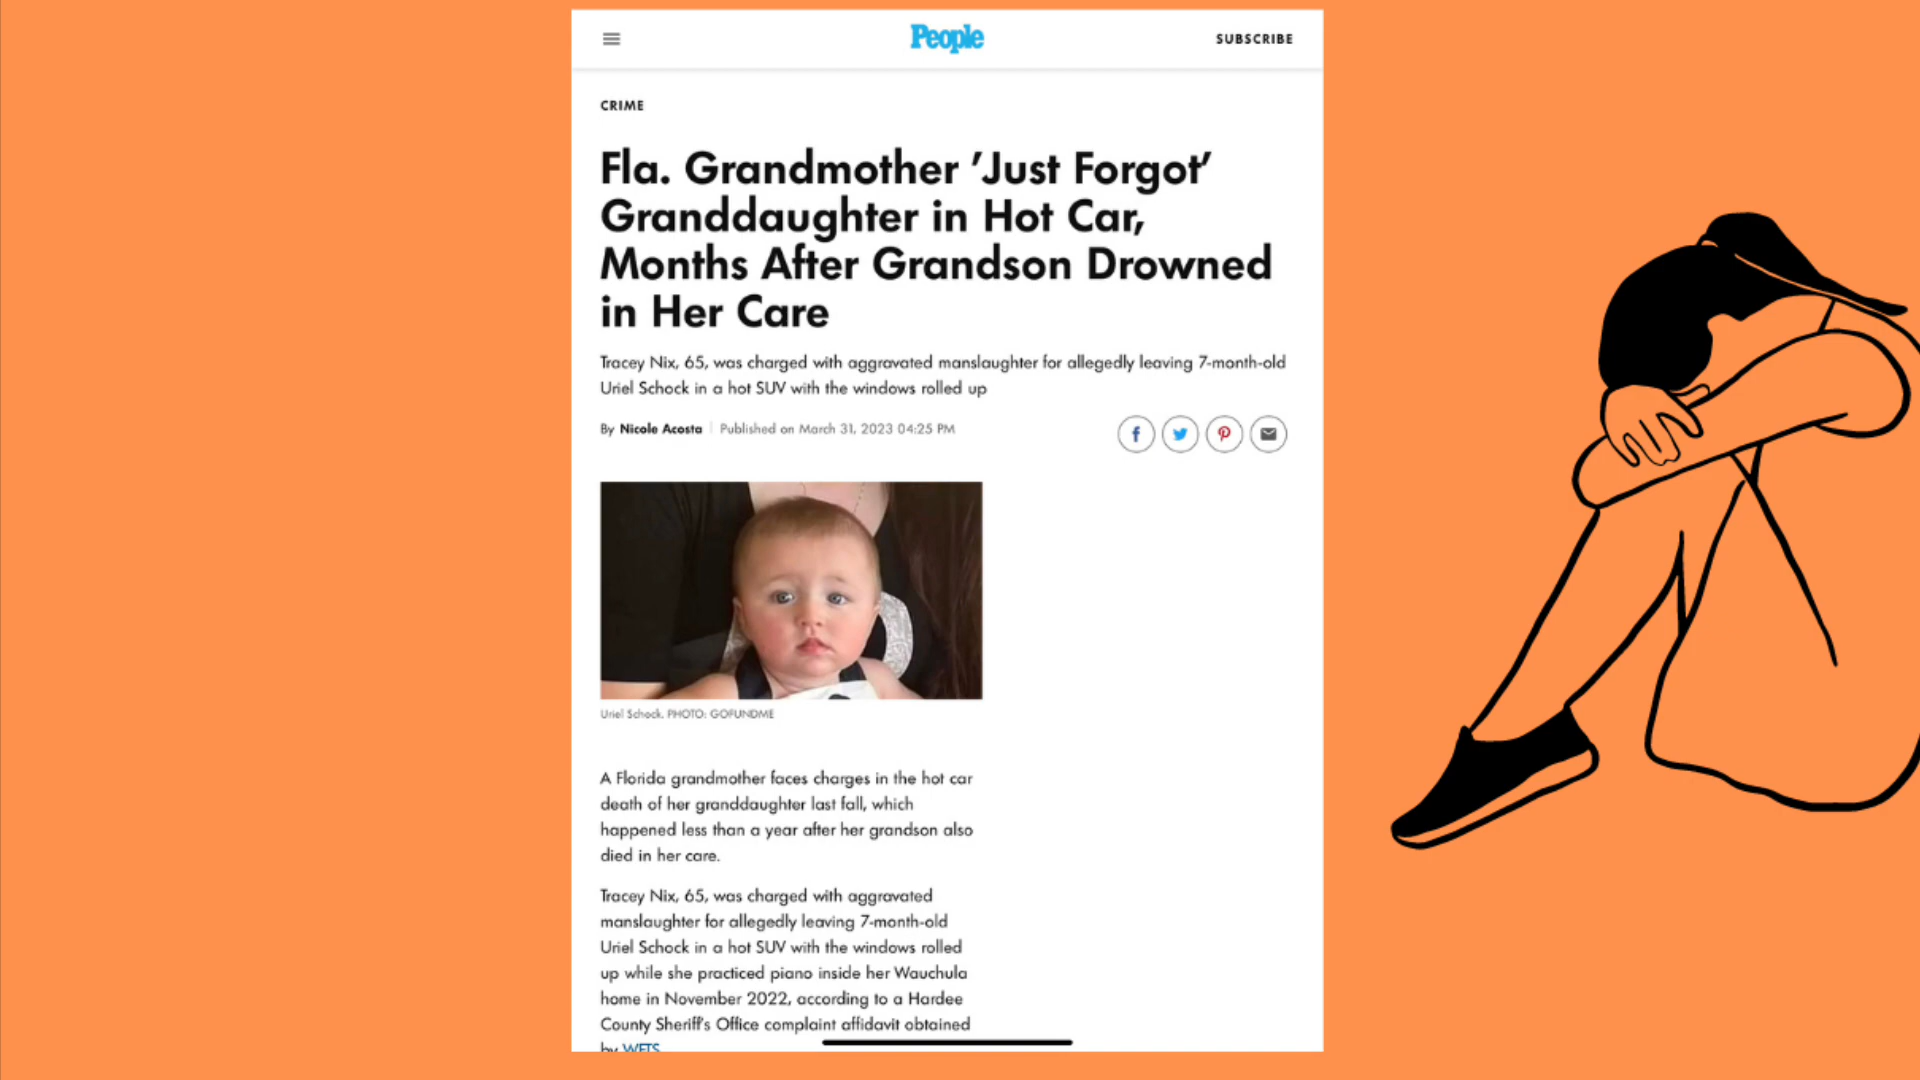 People
SUBSCRIBE
CRIME
Fla. Grandmother 'Just Forgot'
Granddaughter in Hot Car,
Months After Grandson Drowned
in Her Care
Tracey Nix, 65, was charged with aggravated manslaughter for allegedly leaving 7-month-old
Uriel Schock in a hot SUV with the windows rolled up
By Nicole Acosta | Published on March 31, 2023 04:25 PM
Uriel Schock. PHOTO: GOFUNDME
A Florida grandmother faces charges in the hot car
death of her granddaughter last fall, which
happened less than a year after her grandson also
died in her care.
Tracey Nix, 65, was charged with aggravated
manslaughter for allegedly leaving 7-month-old
Uriel Schock in a hot SUV with the windows rolled
up while she practiced piano inside her Wauchula
home in November 2022, according to a Hardee
County Sheriff's Office complaint affidavit obtained
by WFTS